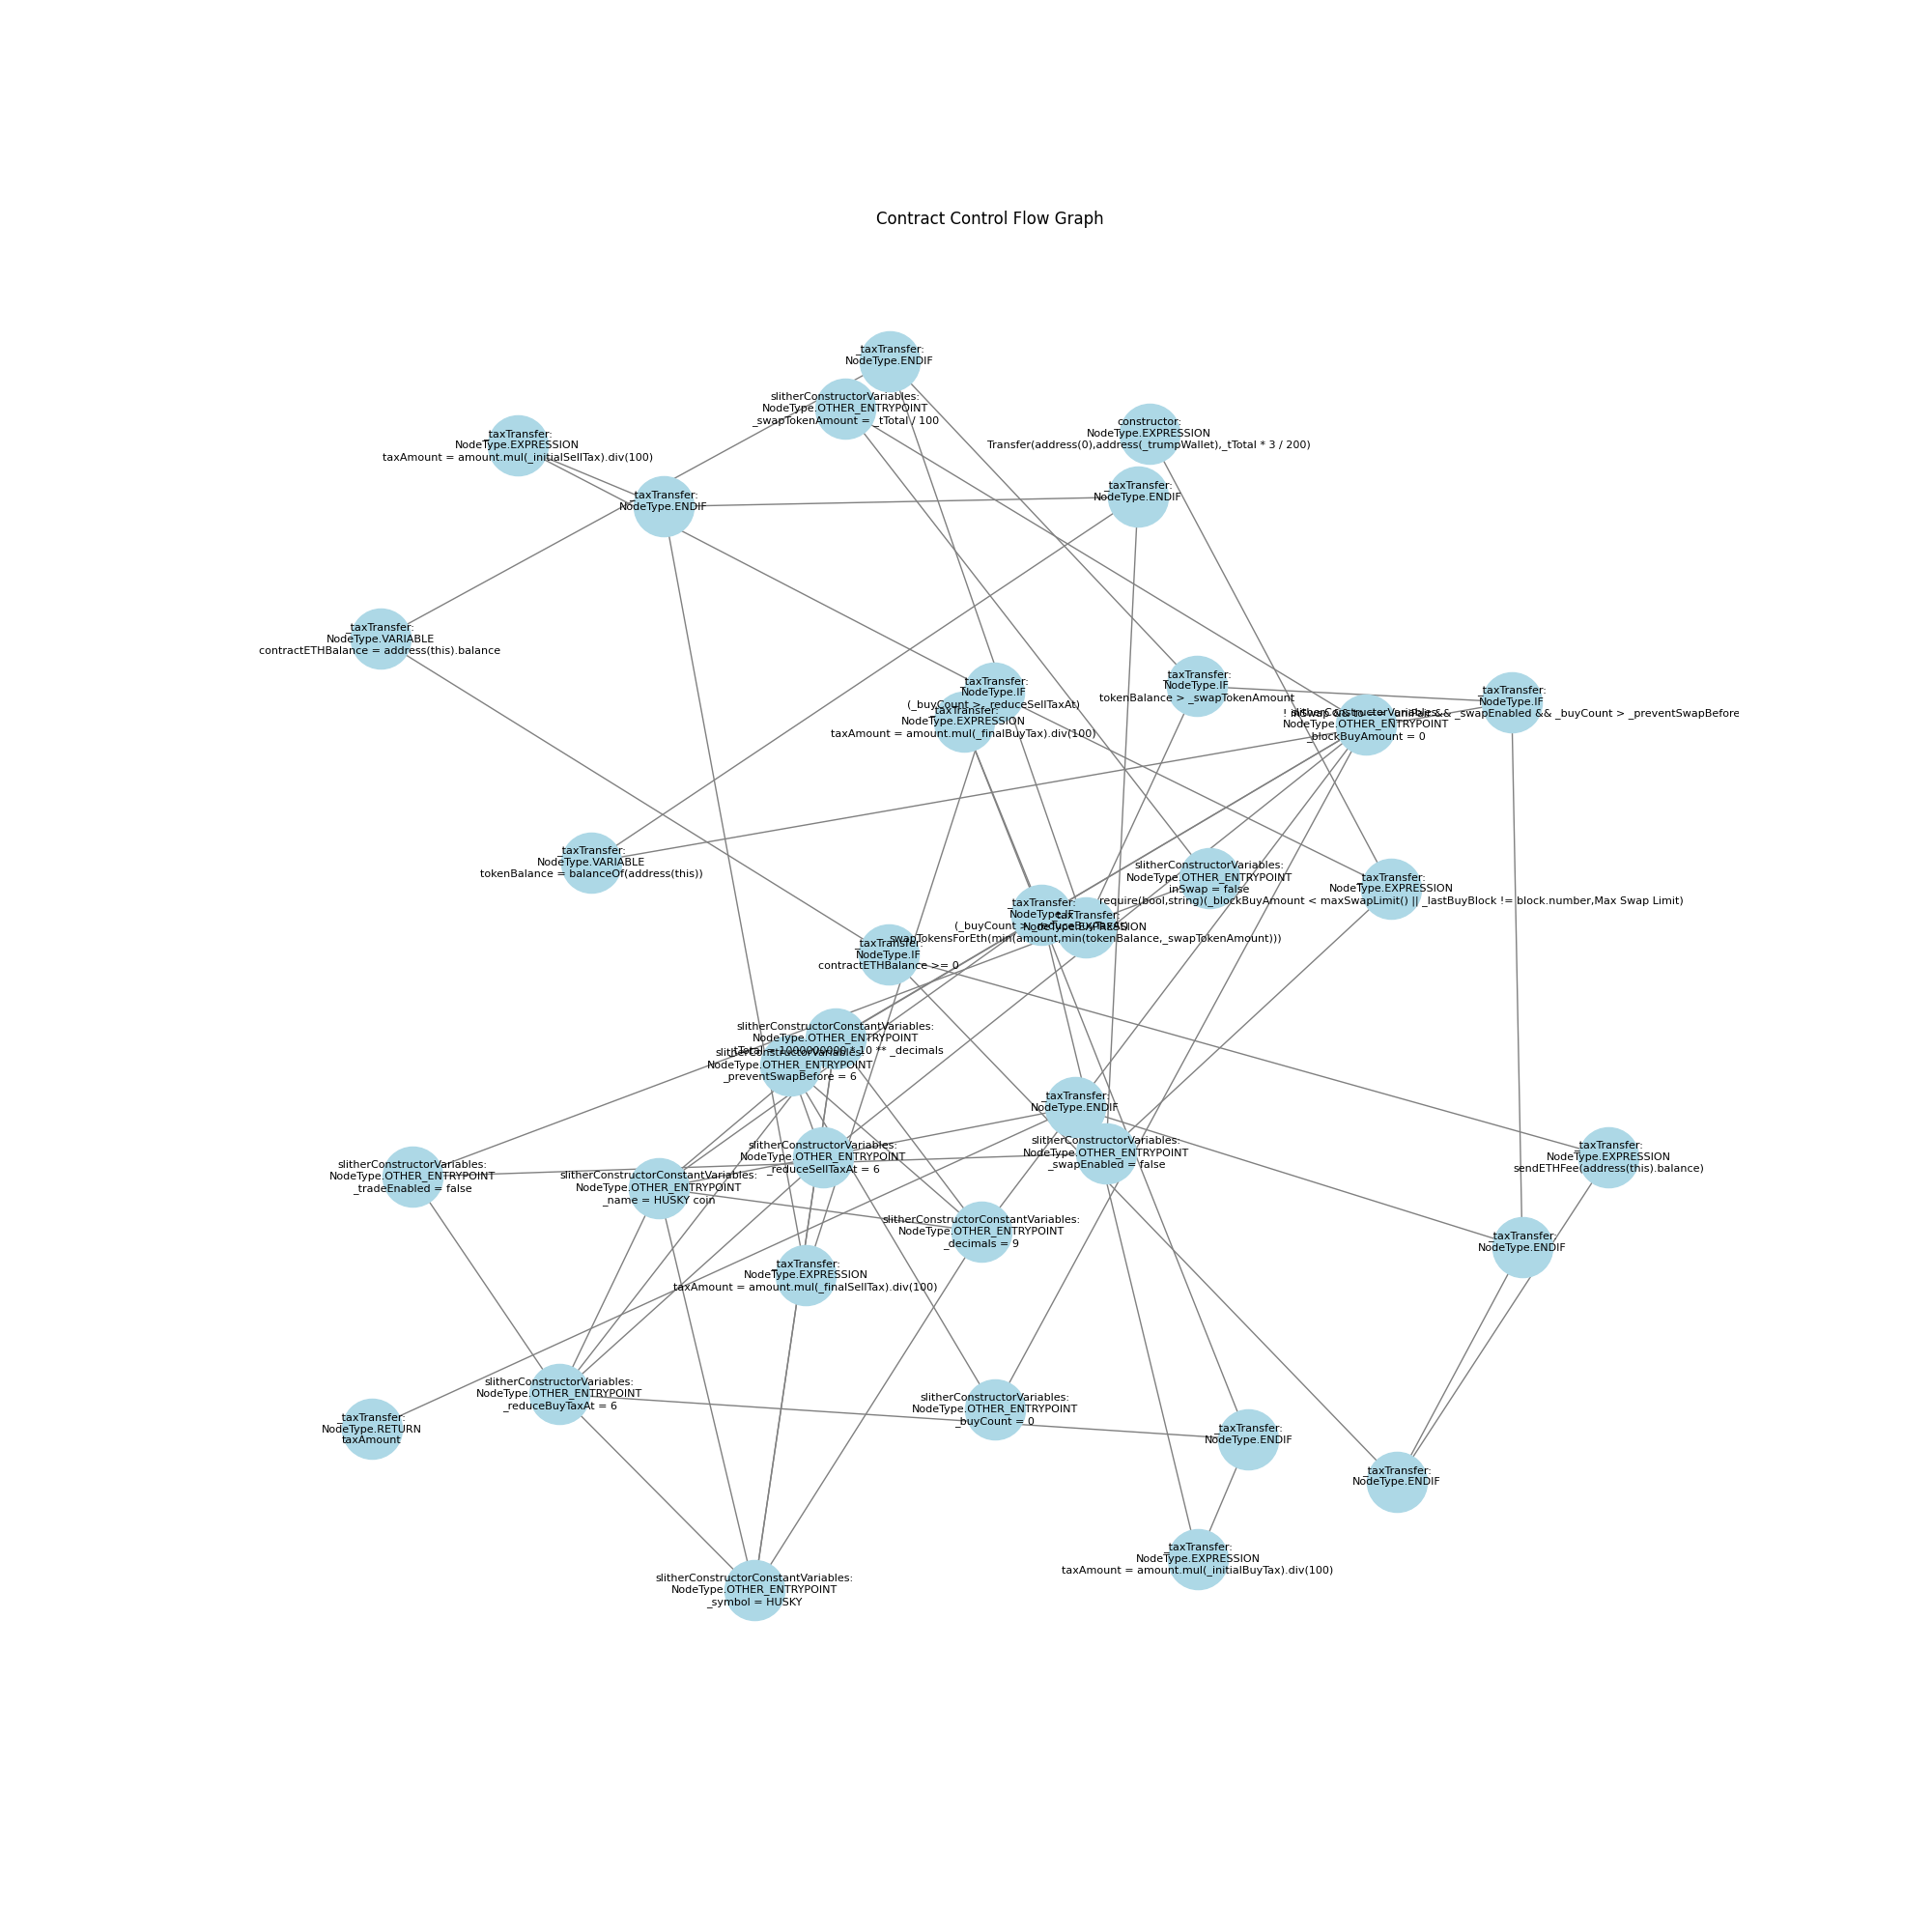 Contract Control Flow Graph
_taxTransfer:
NodeType.ENDIF
slitherConstructorVariables:
NodeType.OTHER_ENTRYPOINT
_swapTokenAmount = _tTotal / 100
constructor:
NodeType.EXPRESSION
Transfer(address(0),address(_trumpWallet),_tTotal * 3 / 200)
_taxTransfer:
NodeType.EXPRESSION
taxAmount = amount.mul(_initialSellTax).div(100)
_taxTransfer:
NodeType.ENDIF
_taxTransfer:
NodeType.ENDIF
_taxTransfer:
NodeType.VARIABLE
contractETHBalance = address(this).balance
_taxTransfer:
NodeType.IF
(_buyCount > _reduceSellTaxAt)
_taxTransfer:
NodeType.EXPRESSION
taxAmount = amount.mul(_finalBuyTax).div(100)
_taxTransfer:
NodeType.IF
tokenBalance > _swapTokenAmount
_taxTransfer:
NodeType.IF
&& _swapEnabled && _buyCount > _preventSwapBefore
slitherConstructorVariables:
NodeType.OTHER_ENTRYPOINT
_blockBuyAmount = 0
_taxTransfer:
NodeType.VARIABLE
tokenBalance = balanceOf(address(this))
slitherConstructorVariables:
NodeType.OTHER_ENTRYPOINT
inSwap = false
_taxTransfer:
NodeType.EXPRESSION
require(bool,string)(_blockBuyAmount < maxSwapLimit() || _lastBuyBlock != block.number,Max Swap Limit)
_taxTransfer:
NodeType.IF
(_buyCount >
_taxTransfer:
NodeType.EXPRESSION
swapTokensForEth(min(amount,min(tokenBalance,_swapTokenAmount)))
_taxTransfer:
NodeType.IF
contractETHBalance >= 0
slitherConstructorConstantVariables:
NodeType.OTHER_ENTRYPOINT
_tTotal = 1000000000 * 10 ** _decimals
slitherConstructorVariables:
NodeType.OTHER_ENTRYPOINT
_preventSwapBefore = 6
_taxTransfer:
NodeType.ENDIF
slitherConstructorVariables:
NodeType.OTHER_ENTRYPOINT
_swapEnabled = false
slitherConstructorVariables:
NodeType.OTHER_ENTRYPOINT
_reduceSellTaxAt = 6
_taxTransfer:
NodeType.EXPRESSION
sendETHFee(address(this).balance)
slitherConstructorVariables:
NodeType.OTHER_ENTRYPOINT
_tradeEnabled = false
slitherConstructorConstantVariables:
NodeType.OTHER_ENTRYPOINT
_name = HUSKY coin
slitherConstructorConstantVariables:
NodeType.OTHER_ENTRYPOINT
_decimals = 9
_taxTransfer:
NodeType.ENDIF
_taxTransfer:
NodeType.EXPRESSION
taxAmount = amount.mul(_finalSellTax).div(100)
slitherConstructorVariables:
NodeType.OTHER_ENTRYPOINT
_reduceBuyTaxAt = 6
slitherConstructorVariables:
NodeType.OTHER_ENTRYPOINT
_buyCount = 0
_taxTransfer:
NodeType.RETURN
taxAmount
_taxTransfer:
NodeType.ENDIF
_taxTransfer:
NodeType.ENDIF
_taxTransfer:
NodeType.EXPRESSION
taxAmount = amount.mul(_initialBuyTax).div(100)
slitherConstructorConstantVariables:
NodeType.OTHER_ENTRYPOINT
_symbol = HUSKY